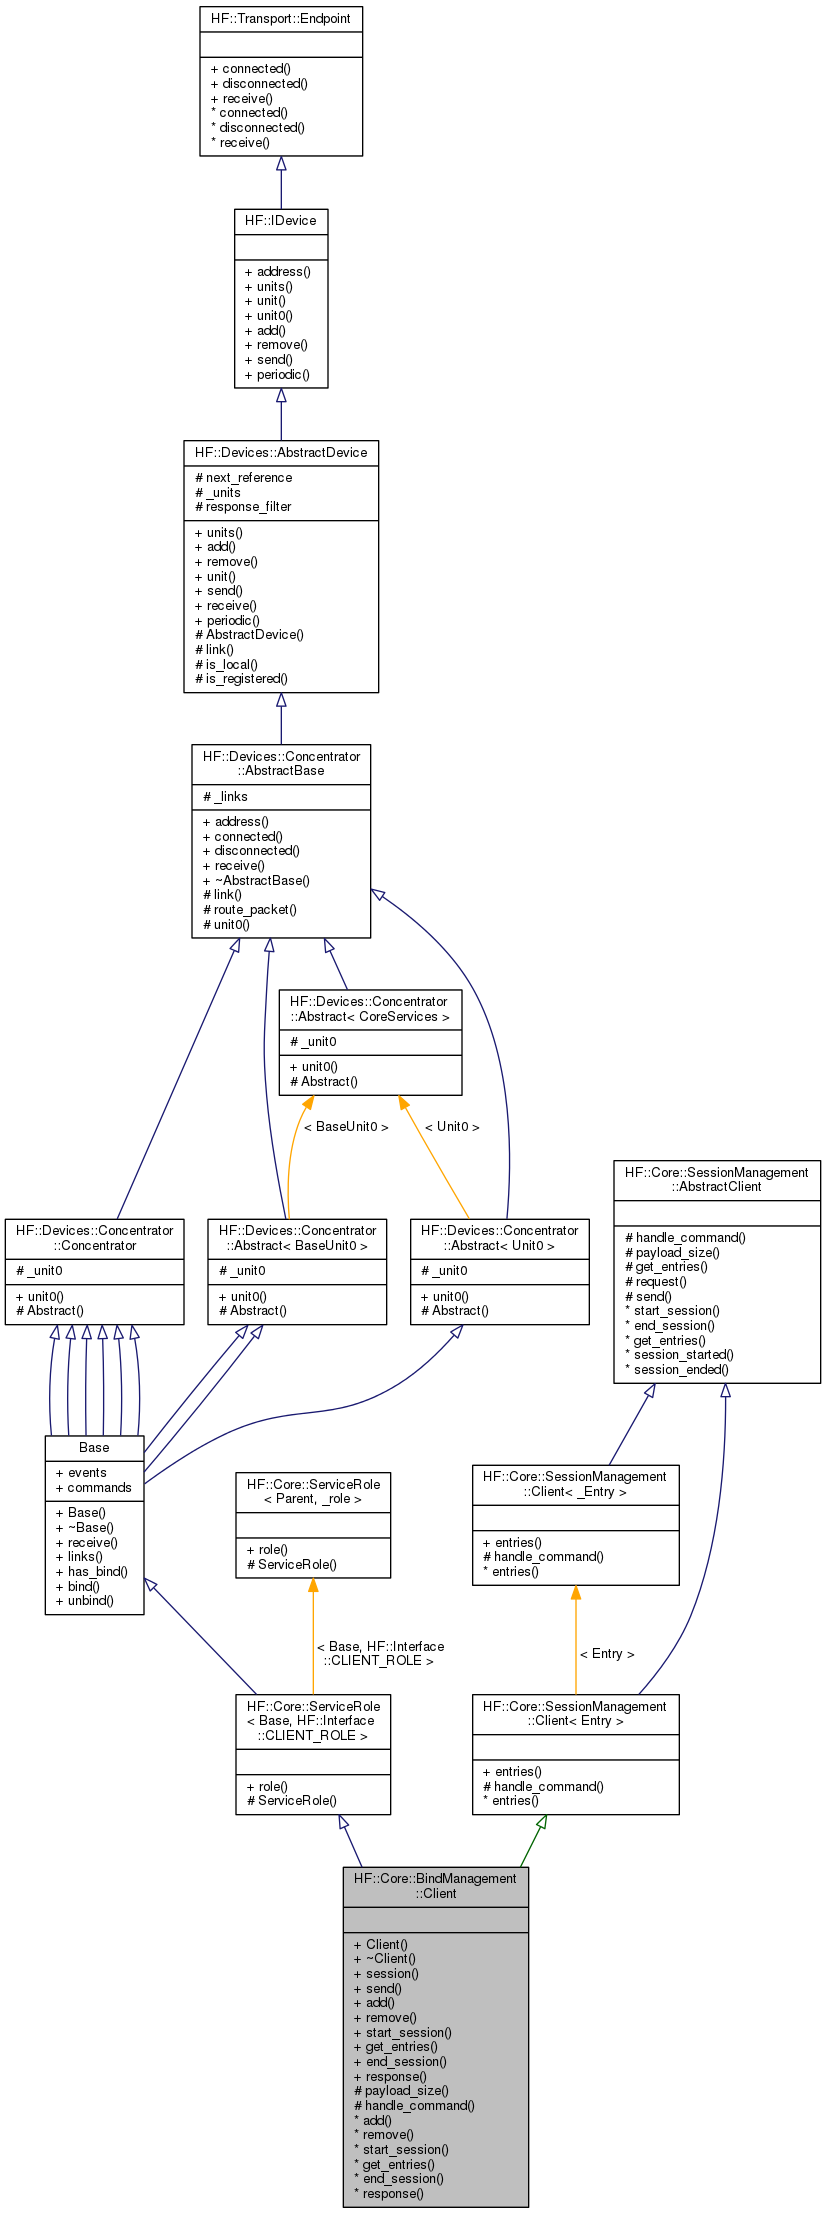 HF::Transport::Endpoint
+ connected()
+ disconnected()
+ receive()
* connected()
* disconnected()
* receive()
HF::IDevice
+ address()
+ units()
+ unit()
+ unit0()
+ add()
+ remove()
+ send()
+ periodic()
HF::Devices::AbstractDevice
# next_reference
# _units
# response_filter
+ units()
+ add()
+ remove()
+ unit()
+ send()
+ receive()
+ periodic()
# AbstractDevice()
# link()
# is_local()
# is_registered()
HF::Devices::Concentrator
::AbstractBase
# _links
+ address()
+ connected()
+ disconnected()
+ receive()
+ ~AbstractBase()
# link()
# route_packet()
# unit0()
HF::Devices::Concentrator
::Abstract< CoreServices >
# _unit0
+ unit0()
# Abstract()
< BaseUnit0 >
< Unit0 >
HF::Devices::Concentrator
::Concentrator
# _unit0
+ unit0()
# Abstract()
HF::Devices::Concentrator
::Abstract< BaseUnit0 >
# _unit0
+ unit0()
# Abstract()
HF::Devices::Concentrator
::Abstract< Unit0 >
# _unit0
+ unit0()
# Abstract()
HF::Core::SessionManagement
::AbstractClient
# handle_command()
# payload_size()
# get_entries()
# request()
# send()
* start_session()
* end_session()
* get_entries()
* session_started()
* session_ended()
Base
+ events
+ commands
+ Base()
+ ~Base()
+ receive()
+ links()
+ has_bind()
+ bind()
+ unbind()
HF::Core::ServiceRole
< Parent, _role >
+ role()
# ServiceRole()
HF::Core::SessionManagement
::Client< _Entry >
+ entries()
# handle_command()
* entries()
< Base, HF::Interface
::CLIENT_ROLE >
< Entry >
HF::Core::ServiceRole
< Base, HF::Interface
::CLIENT_ROLE >
+ role()
# ServiceRole()
HF::Core::SessionManagement
::Client< Entry >
+ entries()
# handle_command()
* entries()
HF::Core::BindManagement
::Client
+ Client()
+ ~Client()
+ session()
+ send()
+ add()
+ remove()
+ start_session()
+ get_entries()
+ end_session()
+ response()
# payload_size()
# handle_command()
* add()
* remove()
* start_session()
* get_entries()
* end_session()
* response()